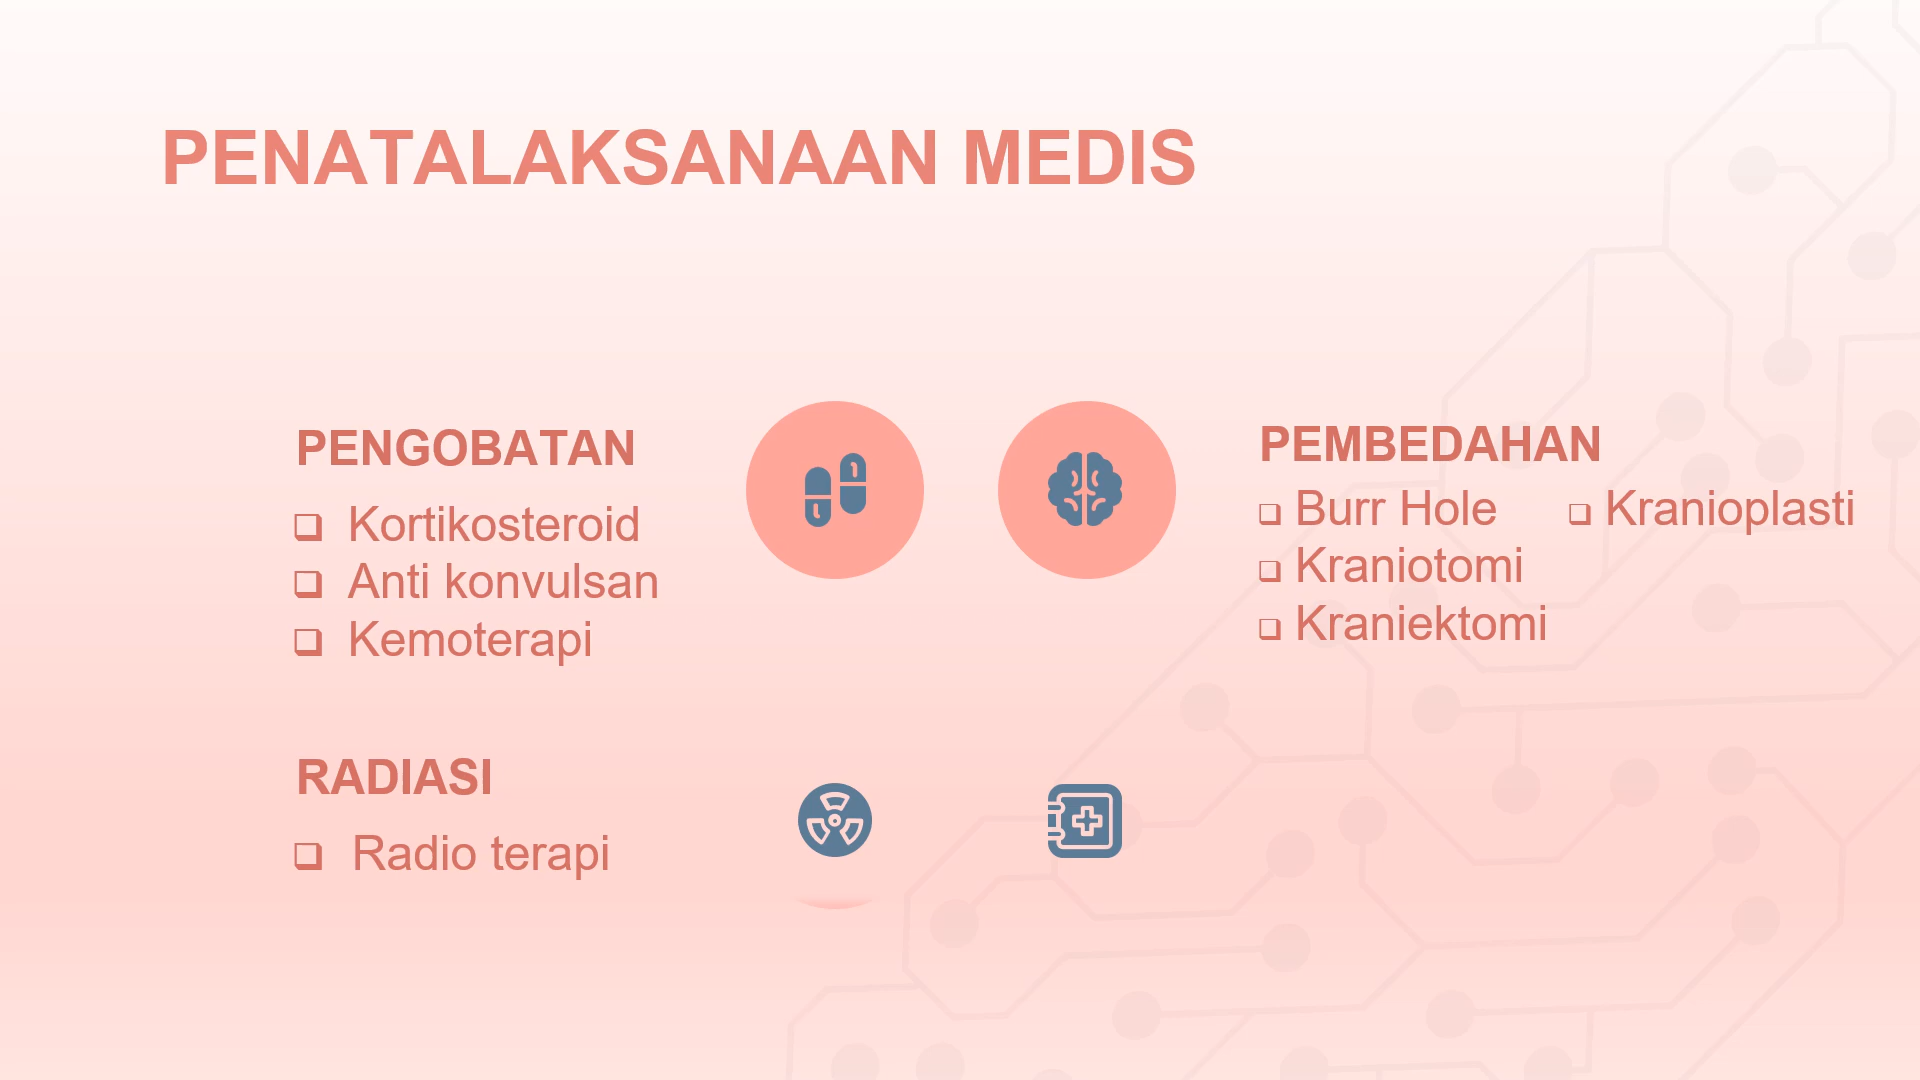 PENATALAKSANAAN MEDIS
PENGOBATAN
Kortikosteroid
Anti konvulsan
Kemoterapi
PEMBEDAHAN
Burr Hole
Kraniotomi
Kraniektomi
Kranioplasti
RADIASI
Radio terapi